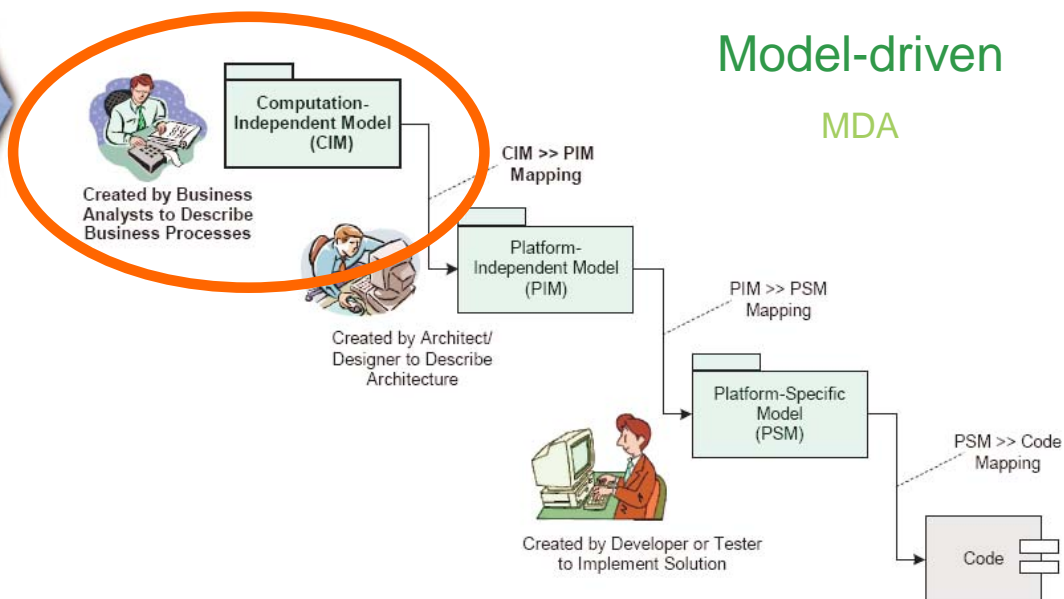 Model-driven
MDA
Computation-
Independent Model
(CIM)
Created by Business
Analysts to Describe
Business Processes
CIM >> PIM
Mapping
Platform-
Independent Model
(PIM)
Created by Architect/
Designer to Describe
Architecture
PIM >> PSM
Mapping
Platform-Specific
Model
(PSM)
Created by Developer or Tester
to Implement Solution
PSM >> Code
Mapping
Code